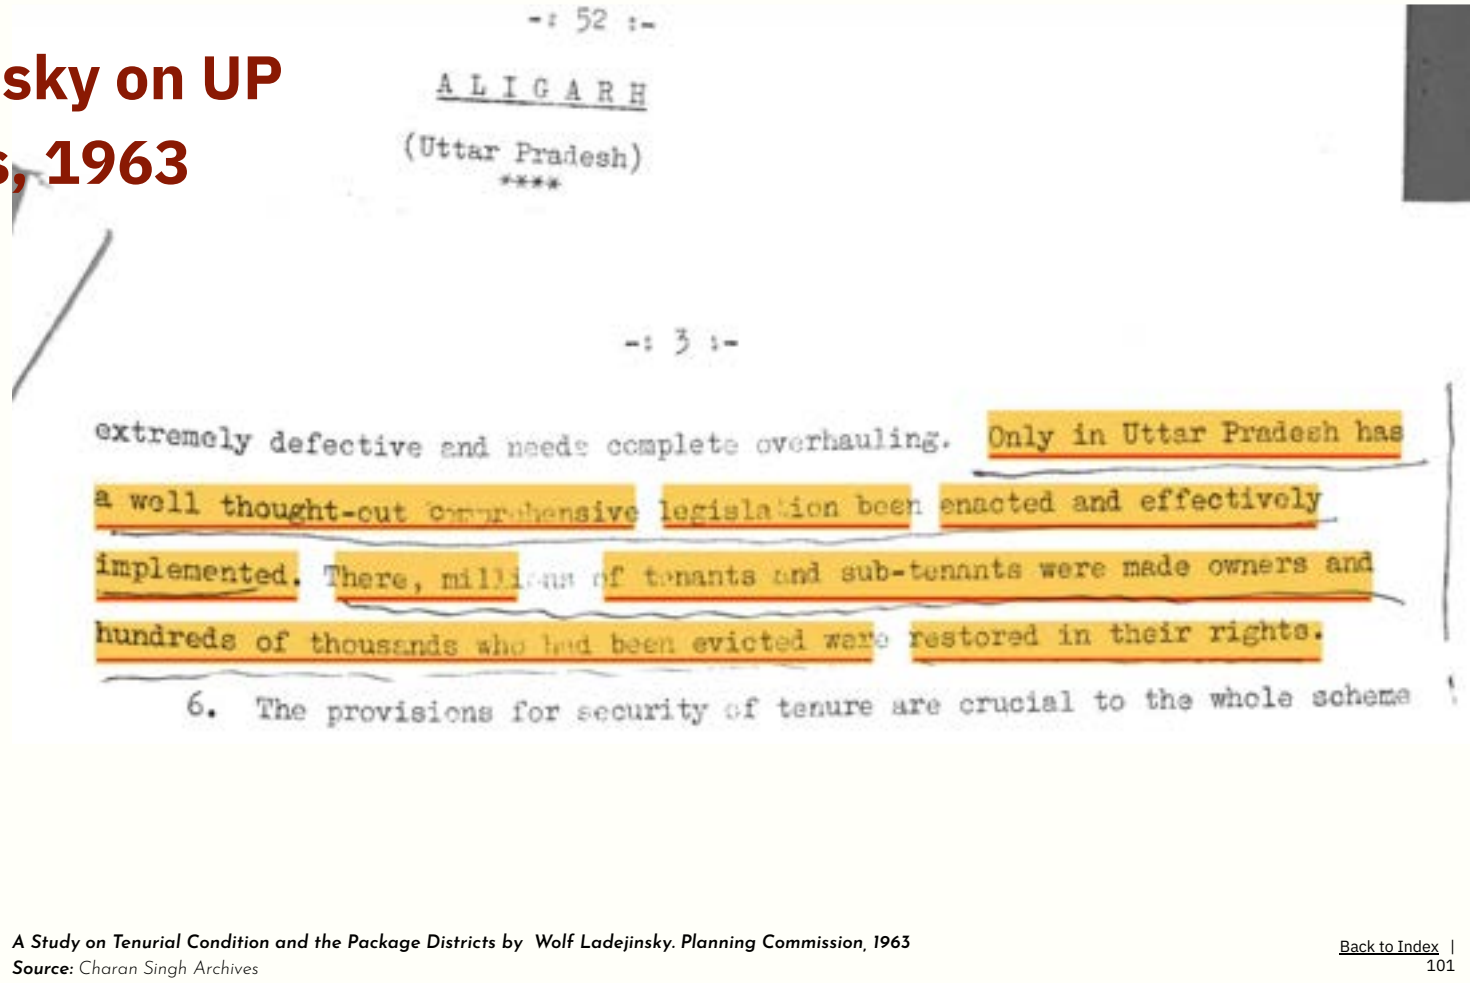 -: 52 :-
sky on UP
s, 1963
A L I G A R H
(Uttar Pradesh)
****
-: 3 :-
extremely defective and needs complete overhauling. Only in Uttar Pradesh has
a well thought-out comprehensive legislation been enacted and effectively
implemented. There, millions of tenants and sub-tenants were made owners and
hundreds of thousands who had been evicted were restored in their rights.
6. The provisions for security of tenure are crucial to the whole scheme
A Study on Tenurial Condition and the Package Districts by Wolf Ladejinsky. Planning Commission, 1963
Source: Charan Singh Archives
Back to Index |
101